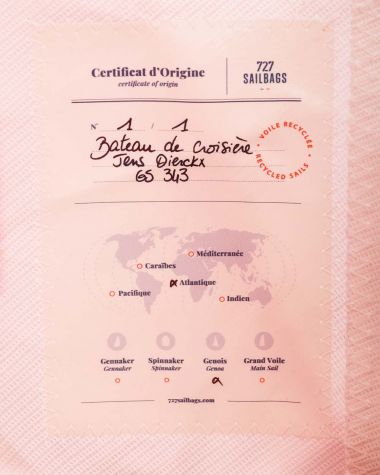 Certificat d'Origine
certificate of origin
727
SAILBAGS
N° 1 / 1
Bateau de croisière
Jens Dierckx
GS 343
• VOILE RECYCLÉE •
RECYCLED SAILS
Méditerranée
Caraïbes
Atlantique
Pacifique
Indien
Gennaker Spinnaker Genois Grand Voile
Gennaker Spinnaker Genoa Main Sail
727sailbags.com